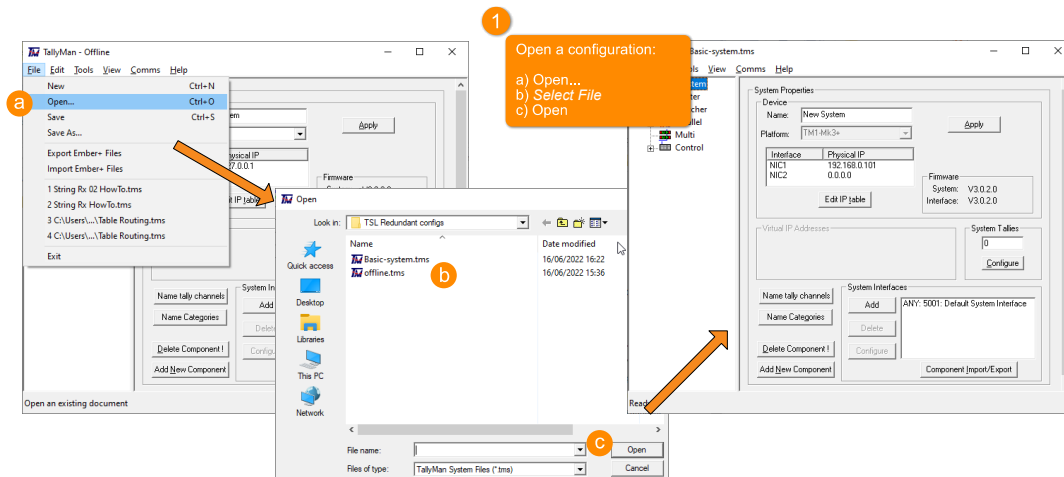 1
Open a configuration:
a) Open...
b) Select File
c) Open
TallyMan - Offline
File Edit Tools View Comms Help
New Ctrl+N
a
Open... Ctrl+O
Save Ctrl+S
Save As...
Export Ember+ Files
Import Ember+ Files
1 String Rx 02 HowTo.tms
2 String Rx HowTo.tms
3 C:\Users\...\Table Routing.tms
4 C:\Users\...\Table Routing.tms
Exit
Apply
Name tally channels
Name Categories
Delete Component !
Add New Component
Add
Open an existing document
Open
Look in: TSL Redundant configs
Quick access
Desktop
Libraries
This PC
Network
Name Date modified
Basic-system.tms 16/06/2022 16:22
offline.tms 16/06/2022 15:36
b
c
File name: Open
Files of type: TallyMan System Files (*.tms) Cancel
Basic-system.tms
View Comms Help
Multi
Control
System Properties
Device
Name: New System
Apply
Platform: TM1-Mk3+
Interface Physical IP
NIC1 192.168.0.101
NIC2 0.0.0.0
Edit IP table
Firmware
System: V3.0.2.0
Interface: V3.0.2.0
Virtual IP Addresses
System Tallies
0
Configure
Name tally channels
Name Categories
Delete Component !
Add New Component
System Interfaces
Add
Delete
Configure
ANY: 5001: Default System Interface
Component Import/Export